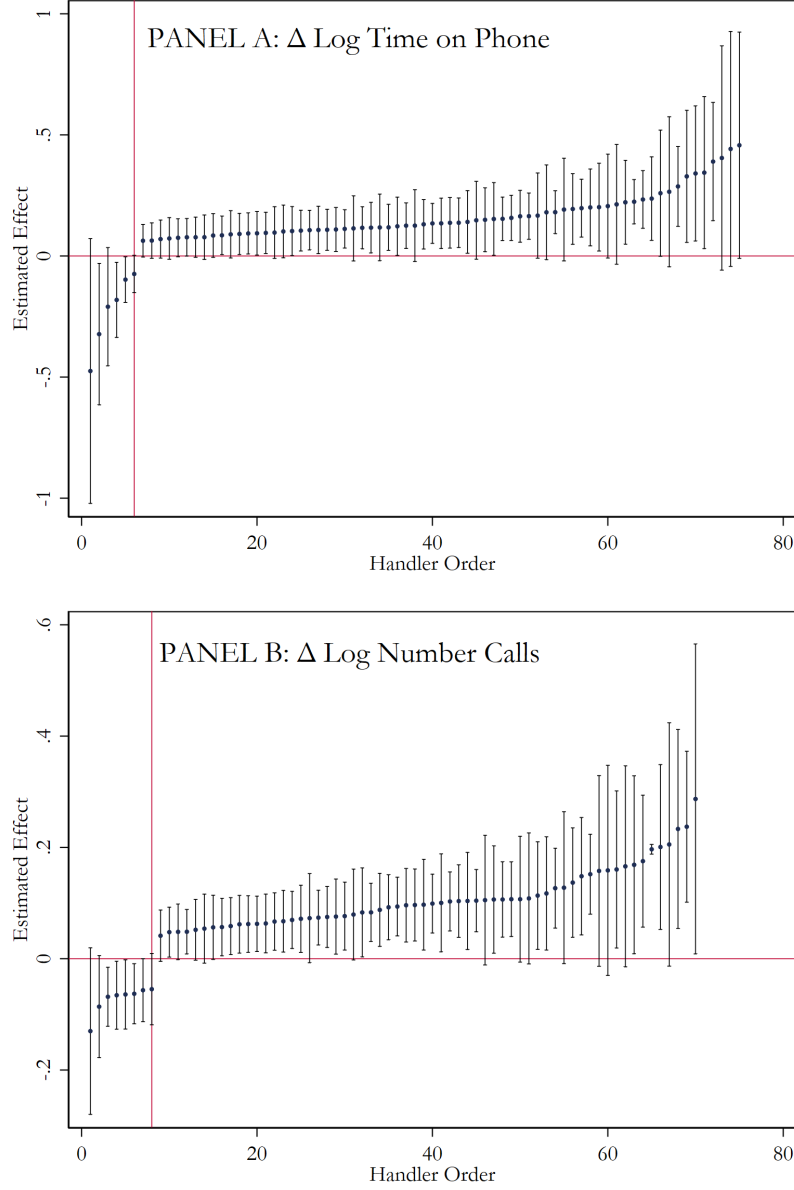 PANEL A: Δ Log Time on Phone
1
.5
0
-.5
-1
Estimated Effect
0 20 40 60 80
Handler Order
PANEL B: Δ Log Number Calls
.6
.4
.2
0
-.2
Estimated Effect
0 20 40 60 80
Handler Order